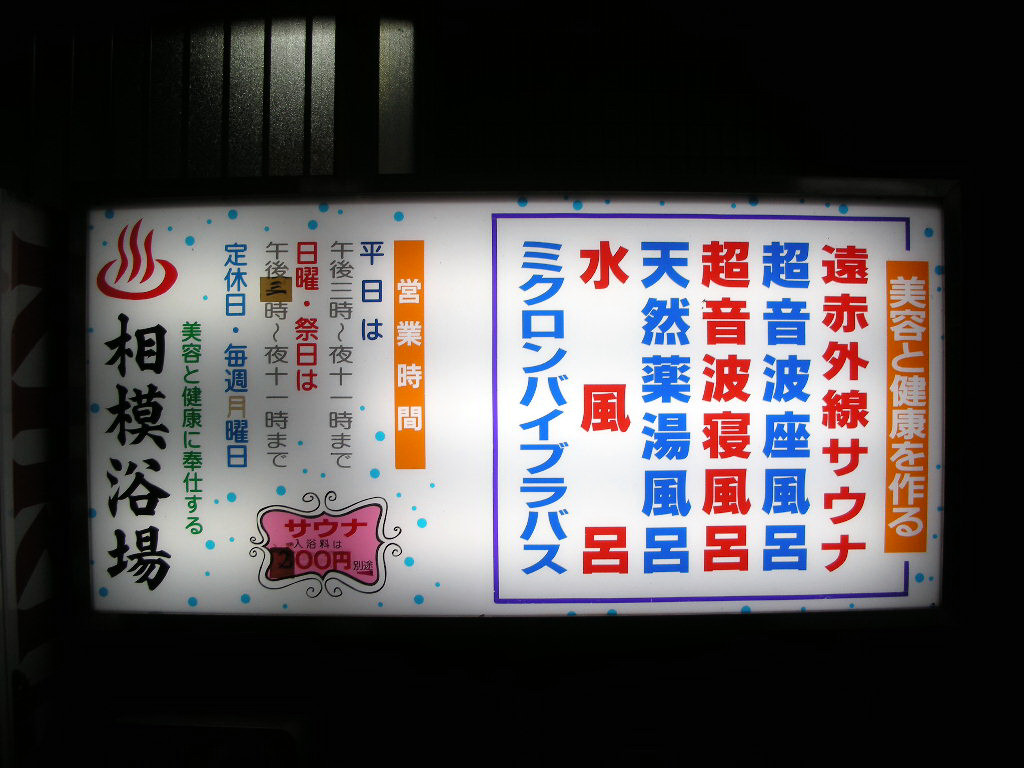 美容と健康を作る
遠赤外線サウナ
超音波座風呂
超音波寝風呂
天然薬湯風呂
水風呂
ミクロンバイブラバス
営業時間
平日は
午後三時〜夜十一時まで
日曜・祭日は
午後三時〜夜十一時まで
定休日・毎週月曜日
サウナ
入浴料は
200円別途
美容と健康に奉仕する
相模浴場